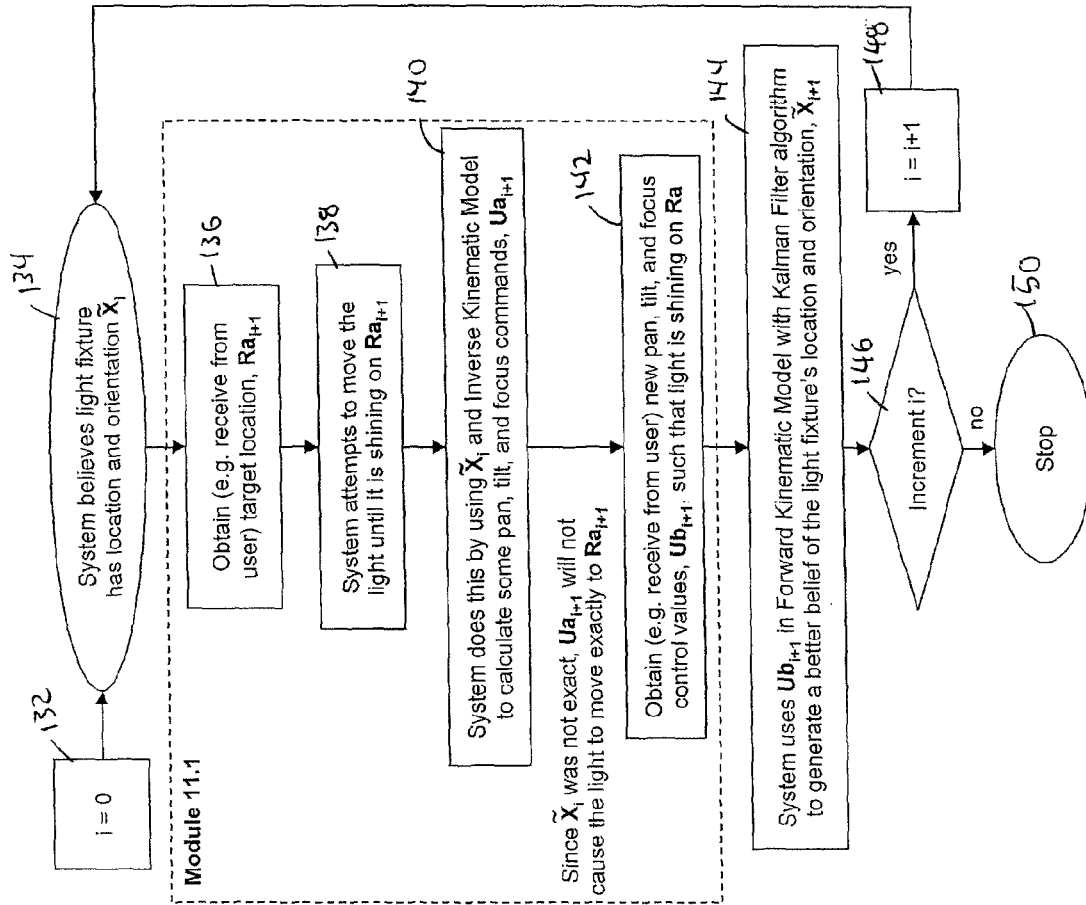 132
i = 0
134
System believes light fixture
has location and orientation X̃ᵢ
Module 11.1
136
Obtain (e.g. receive from
user) target location, Raᵢ₊₁
138
System attempts to move the
light until it is shining on Raᵢ₊₁
140
System does this by using X̃ᵢ and Inverse Kinematic Model
to calculate some pan, tilt, and focus commands, Uaᵢ₊₁
Since X̃ᵢ was not exact, Uaᵢ₊₁ will not
cause the light to move exactly to Raᵢ₊₁
142
Obtain (e.g. receive from user) new pan, tilt, and focus
control values, Ubᵢ₊₁, such that light is shining on Ra
144
System uses Ubᵢ₊₁ in Forward Kinematic Model with Kalman Filter algorithm
to generate a better belief of the light fixture's location and orientation, X̃ᵢ₊₁
146
Increment i?
yes
148
i = i+1
no
150
Stop